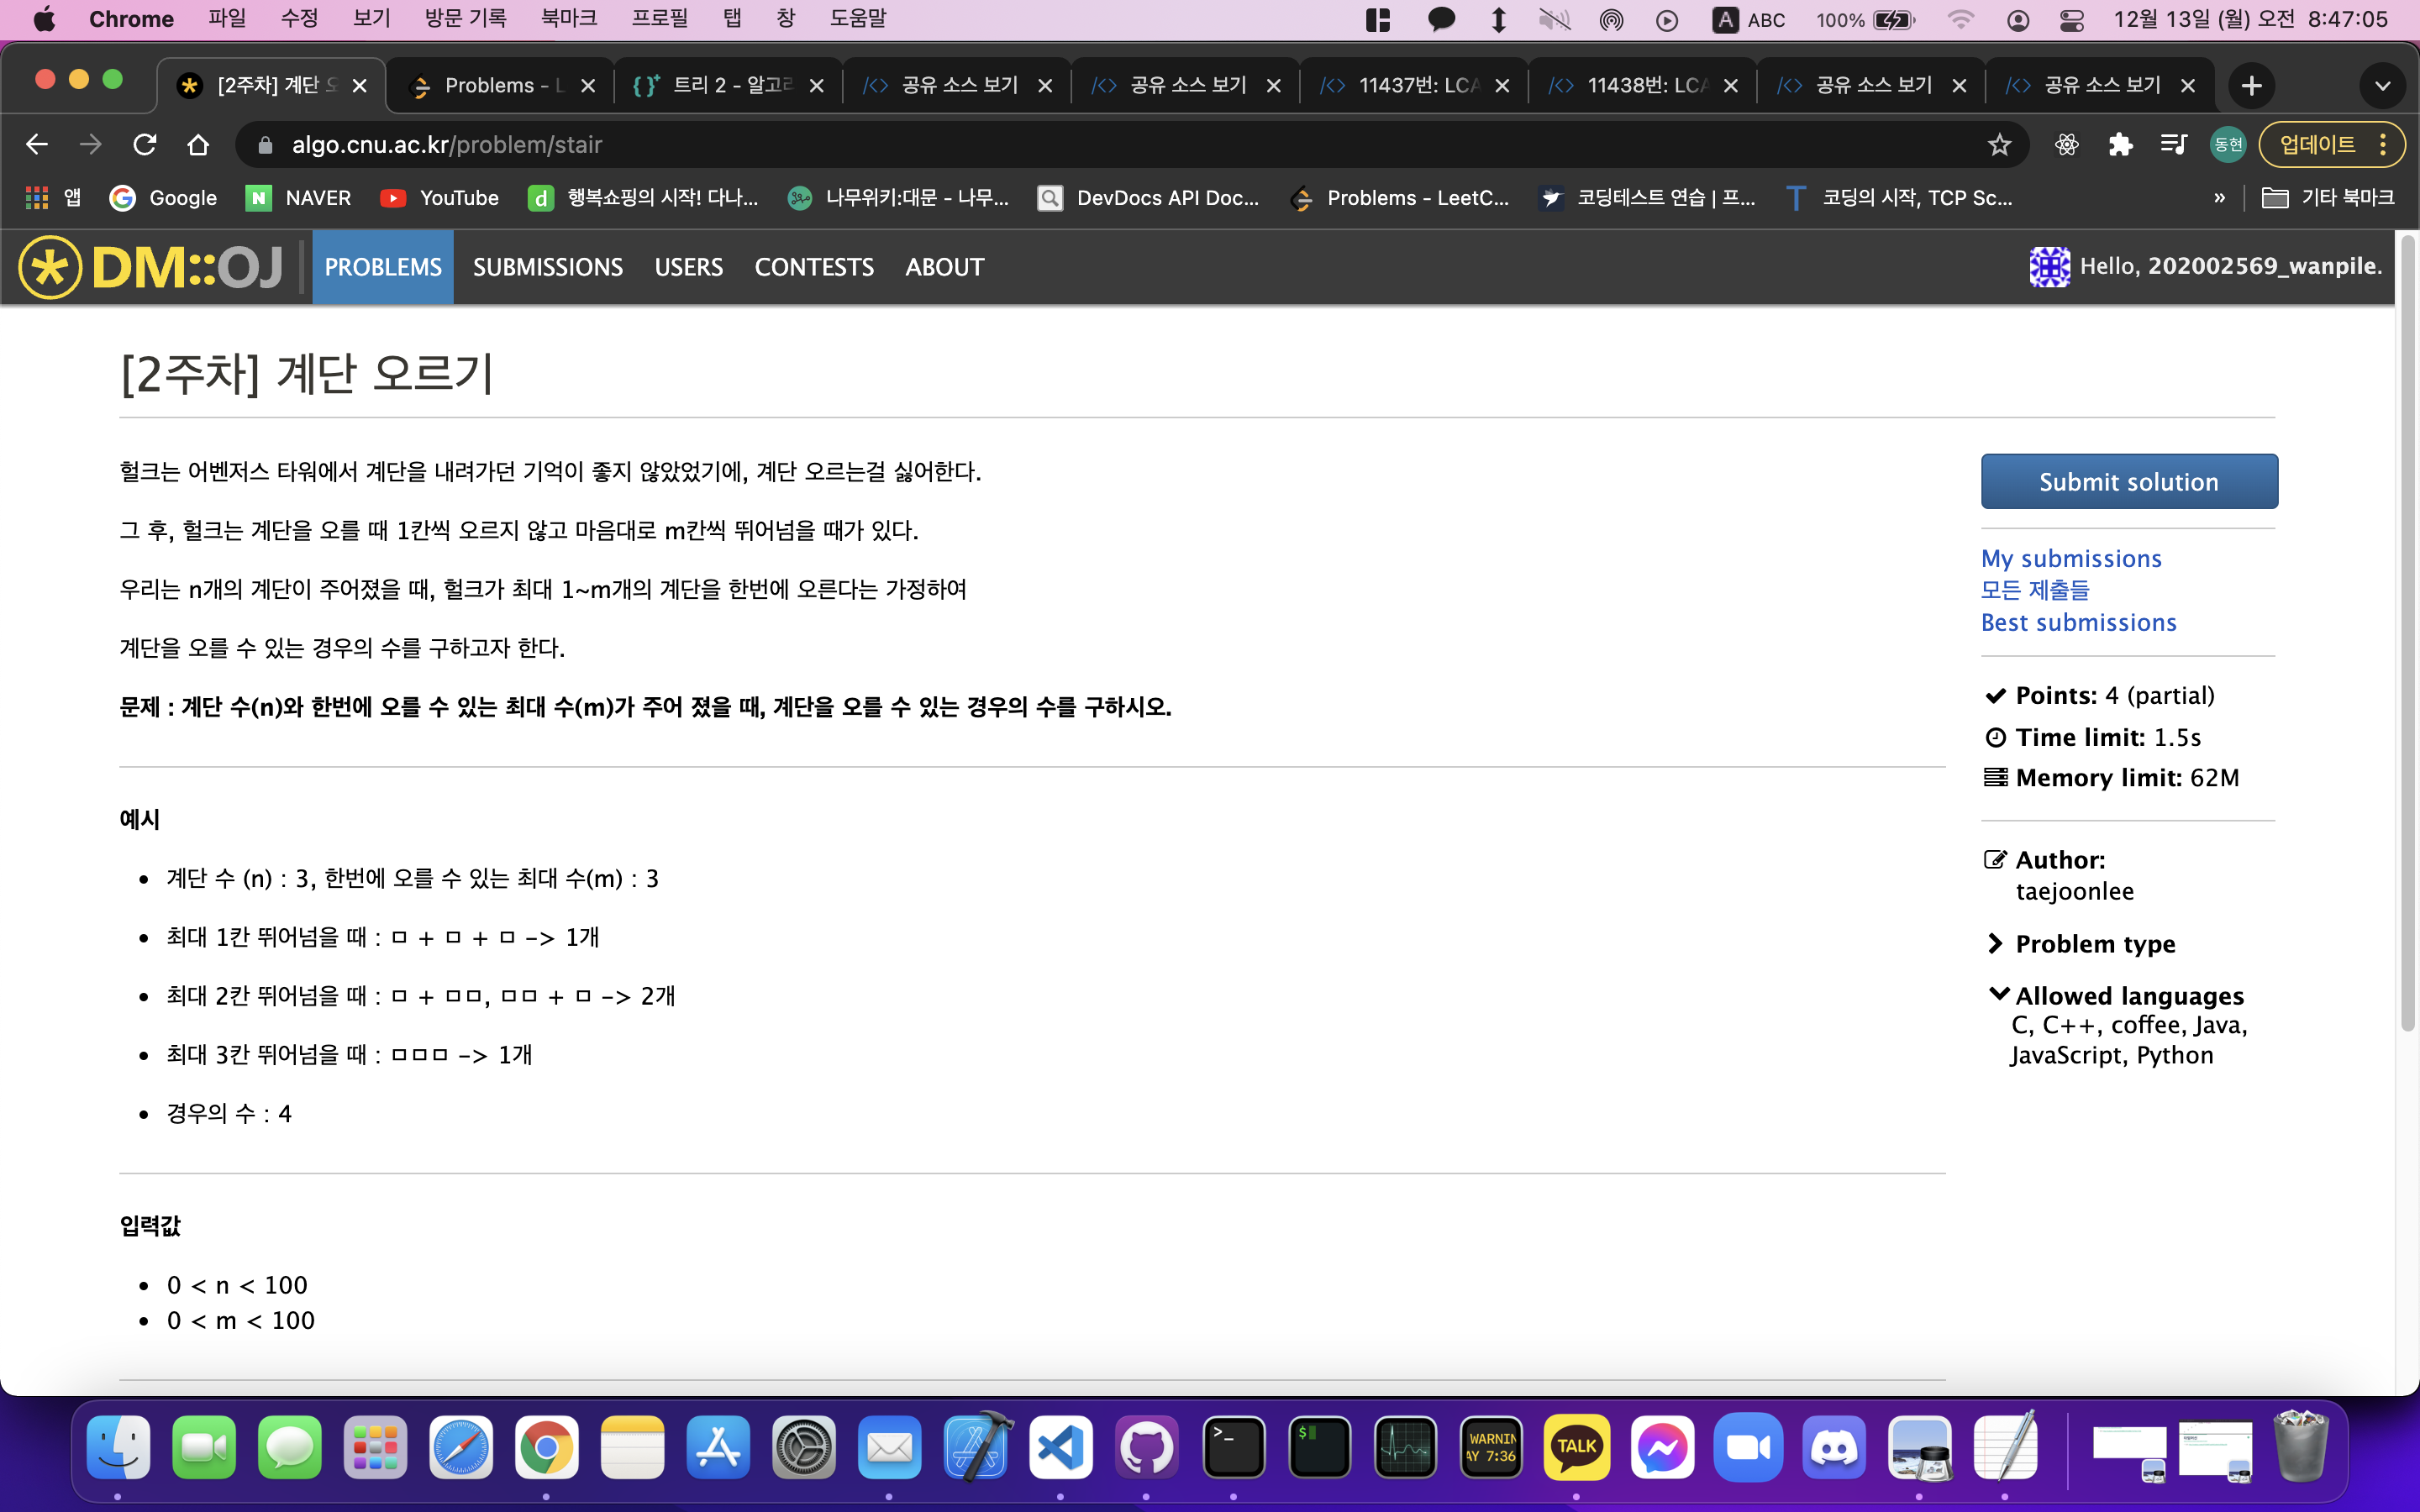 Chrome 파일 수정 보기 방문 기록 북마크 프로필 탭 창 도움말 A ABC 100% 12월 13일 (월) 오전 8:47:05
[2주차] 계단 오 Problems - L { }+ 트리 2 - 알고리 공유 소스 보기 공유 소스 보기 11437번: LCA 11438번: LCA 공유 소스 보기 공유 소스 보기
algo.cnu.ac.kr/problem/stair 동현 업데이트
앱 Google NAVER YouTube 행복쇼핑의 시작! 다나... 나무위키:대문 - 나무... DevDocs API Doc... Problems - LeetC... 코딩테스트 연습 | 프... 코딩의 시작, TCP Sc... » 기타 북마크
DM::OJ PROBLEMS SUBMISSIONS USERS CONTESTS ABOUT Hello, 202002569_wanpile.
[2주차] 계단 오르기
헐크는 어벤저스 타워에서 계단을 내려가던 기억이 좋지 않았었기에, 계단 오르는걸 싫어한다.
그 후, 헐크는 계단을 오를 때 1칸씩 오르지 않고 마음대로 m칸씩 뛰어넘을 때가 있다.
우리는 n개의 계단이 주어졌을 때, 헐크가 최대 1~m개의 계단을 한번에 오른다는 가정하여
계단을 오를 수 있는 경우의 수를 구하고자 한다.
문제 : 계단 수(n)와 한번에 오를 수 있는 최대 수(m)가 주어 졌을 때, 계단을 오를 수 있는 경우의 수를 구하시오.
예시
• 계단 수 (n) : 3, 한번에 오를 수 있는 최대 수(m) : 3
• 최대 1칸 뛰어넘을 때 : ㅁ + ㅁ + ㅁ -> 1개
• 최대 2칸 뛰어넘을 때 : ㅁ + ㅁㅁ, ㅁㅁ + ㅁ -> 2개
• 최대 3칸 뛰어넘을 때 : ㅁㅁㅁ -> 1개
• 경우의 수 : 4
입력값
• 0 < n < 100
• 0 < m < 100
Submit solution
My submissions
모든 제출들
Best submissions
Points: 4 (partial)
Time limit: 1.5s
Memory limit: 62M
Author:
taejoonlee
Problem type
Allowed languages
C, C++, coffee, Java,
JavaScript, Python
>_
$
WARNIN
AY 7:36
TALK